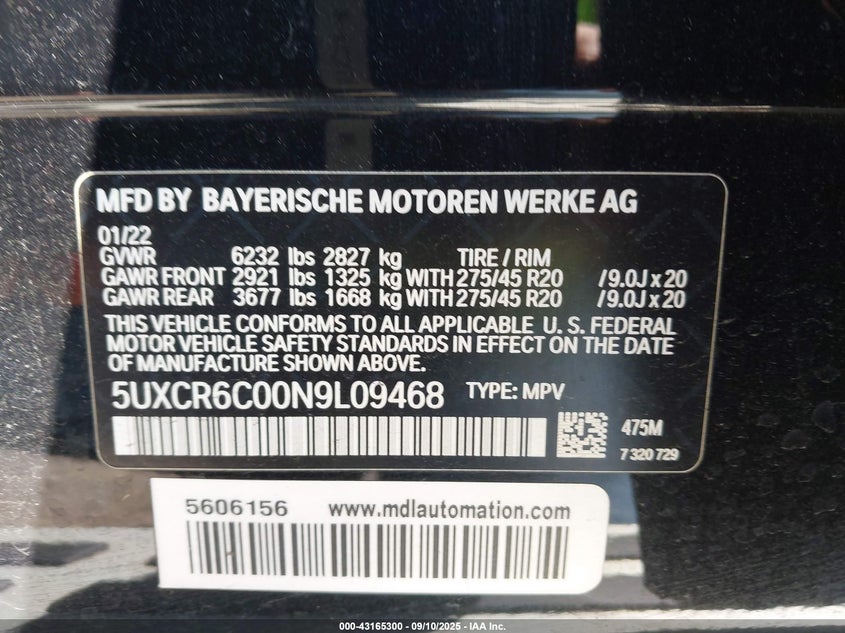 MFD BY BAYERISCHE MOTOREN WERKE AG
01/22
GVWR 6232 lbs 2827 kg TIRE / RIM
GAWR FRONT 2921 lbs 1325 kg WITH 275/45 R20 / 9.0J x 20
GAWR REAR 3677 lbs 1668 kg WITH 275/45 R20 / 9.0J x 20
THIS VEHICLE CONFORMS TO ALL APPLICABLE U. S. FEDERAL
MOTOR VEHICLE SAFETY STANDARDS IN EFFECT ON THE DATE
OF MANUFACTURE SHOWN ABOVE.
5UXCR6C00N9L09468 TYPE: MPV
475M
7 320 729
5606156 www.mdlautomation.com
000-43165300 - 09/10/2025 - IAA Inc.